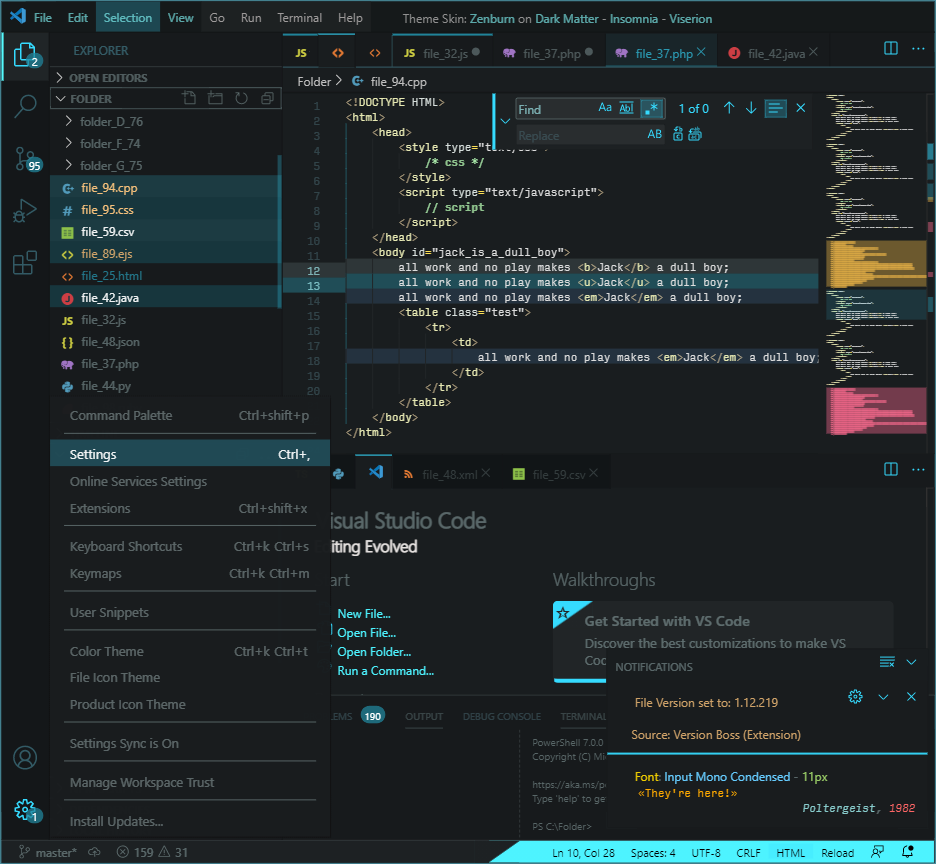 File Edit Selection View Go Run Terminal Help Theme Skin: Zenburn on Dark Matter - Insomnia - Viserion
2 EXPLORER JS file_32.js file_37.php file_37.php file_42.java
OPEN EDITORS
FOLDER
folder_D_76
folder_F_74
folder_G_75
95
file_94.cpp
file_95.css
file_59.csv
file_89.ejs
file_25.html
file_42.java
JS file_32.js
{} file_48.json
file_37.php
file_44.py
JS
Folder > file_94.cpp
1 <!DOCTYPE HTML>
2 <html>
3 <head>
4 <style type="text/css">
5 /* css */
6 </style>
7 <script type="text/javascript">
8 // script
9 </script>
10 </head>
11 <body id="jack_is_a_dull_boy">
12 all work and no play makes <b>Jack</b> a dull boy;
13 all work and no play makes <u>Jack</u> a dull boy;
14 all work and no play makes <em>Jack</em> a dull boy;
15 <table class="test">
16 <tr>
17 <td>
18 all work and no play makes <em>Jack</em> a dull boy;
19 </td>
20 </tr>
</table>
</body>
</html>
Find Aa Abl .* 1 of 0
Replace AB
Command Palette Ctrl+shift+p
Settings Ctrl+,
Online Services Settings
Extensions Ctrl+shift+x
Keyboard Shortcuts Ctrl+k Ctrl+s
Keymaps Ctrl+k Ctrl+m
User Snippets
Color Theme Ctrl+k Ctrl+t
File Icon Theme
Product Icon Theme
Settings Sync is On
Manage Workspace Trust
Install Updates...
1
file_48.xml file_59.csv
isual Studio Code
iting Evolved
art
New File...
Open File...
Open Folder...
Run a Command...
Walkthroughs
Get Started with VS Code
Discover the best customizations to make VS
Coc
LEMS 190 OUTPUT DEBUG CONSOLE TERMINAL
PowerShell 7.0.0
Copyright (C) Mi
https://aka.ms/p
Type 'help' to ge
PS C:\Folder>
NOTIFICATIONS
File Version set to: 1.12.219
Source: Version Boss (Extension)
Font: Input Mono Condensed - 11px
«They're here!»
Poltergeist, 1982
master* 159 31 Ln 10, Col 28 Spaces: 4 UTF-8 CRLF HTML Reload